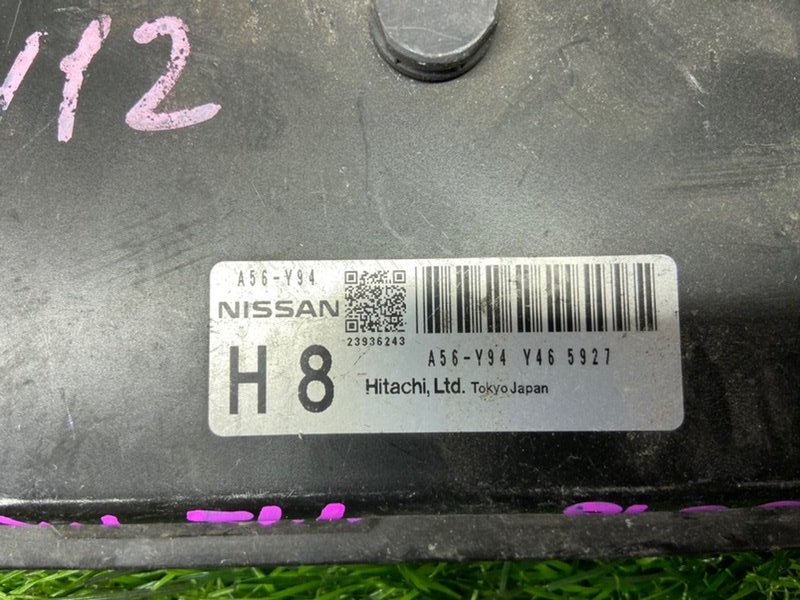 112
A56-Y94
NISSAN
23936243
H 8
A56-Y94 Y46 5927
Hitachi, Ltd. Tokyo Japan